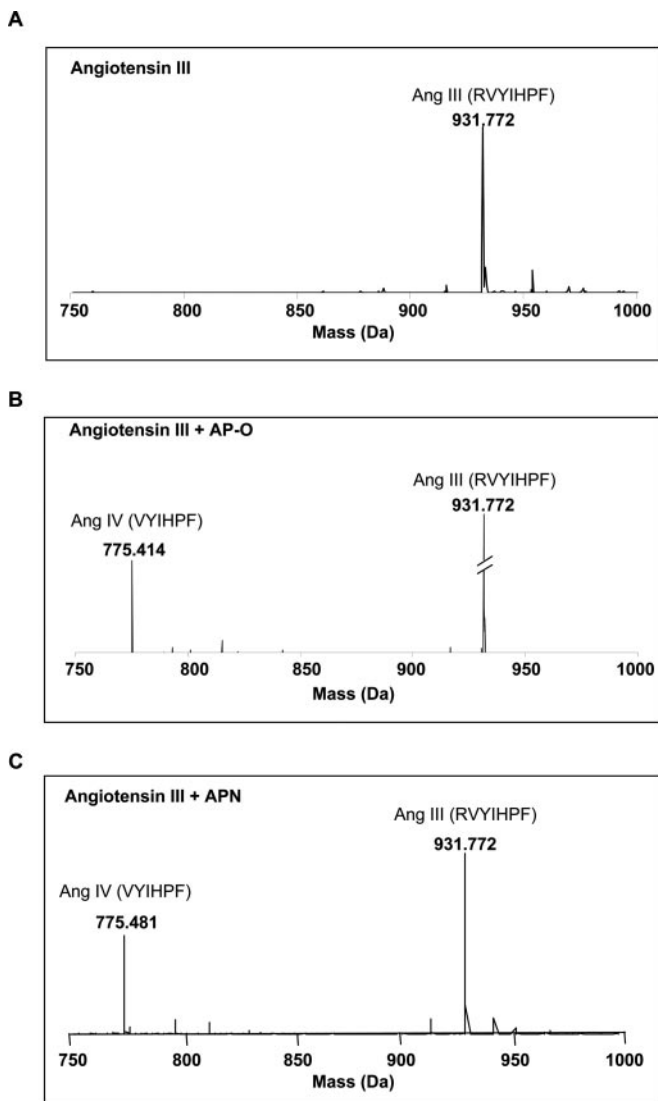 A
Angiotensin III
Ang III (RVYIHPF)
931.772
750 800 850 900 950 1000
Mass (Da)
B
Angiotensin III + AP-O
Ang III (RVYIHPF)
931.772
Ang IV (VYIHPF)
775.414
750 800 850 900 950 1000
Mass (Da)
C
Angiotensin III + APN
Ang III (RVYIHPF)
931.772
Ang IV (VYIHPF)
775.481
750 800 850 900 950 1000
Mass (Da)